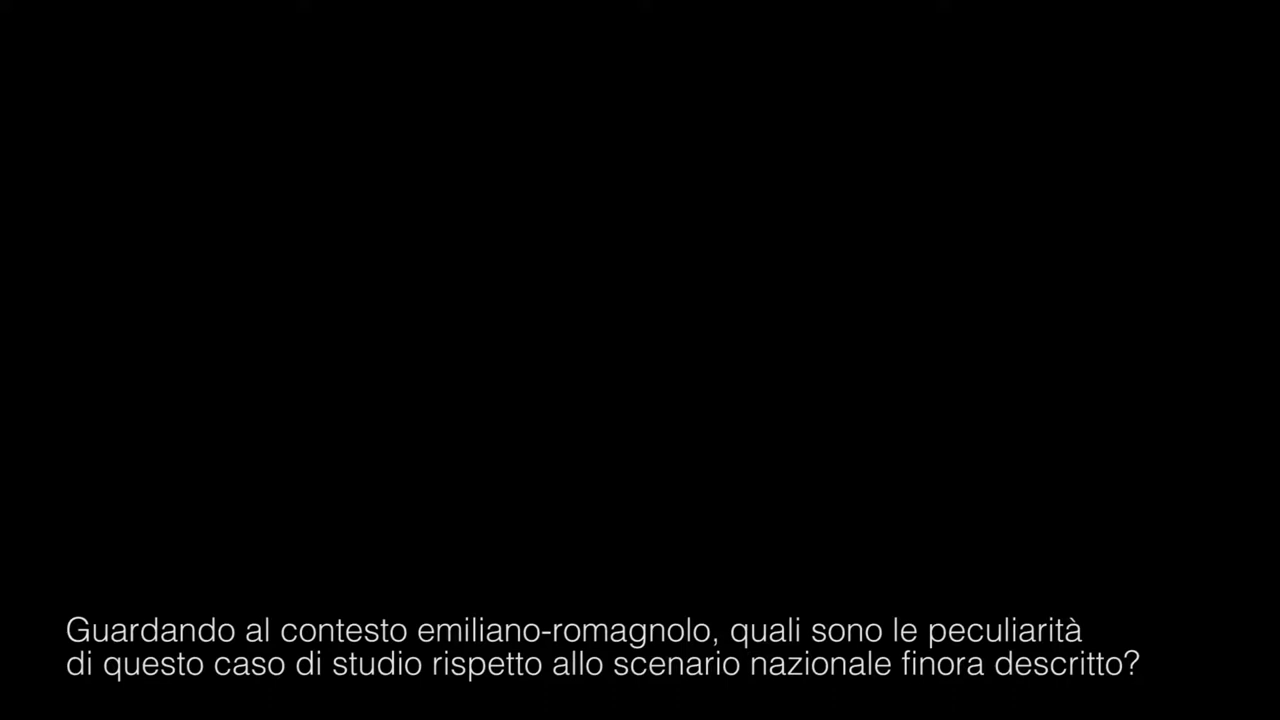 Guardando al contesto emiliano-romagnolo, quali sono le peculiarità
di questo caso di studio rispetto allo scenario nazionale finora descritto?